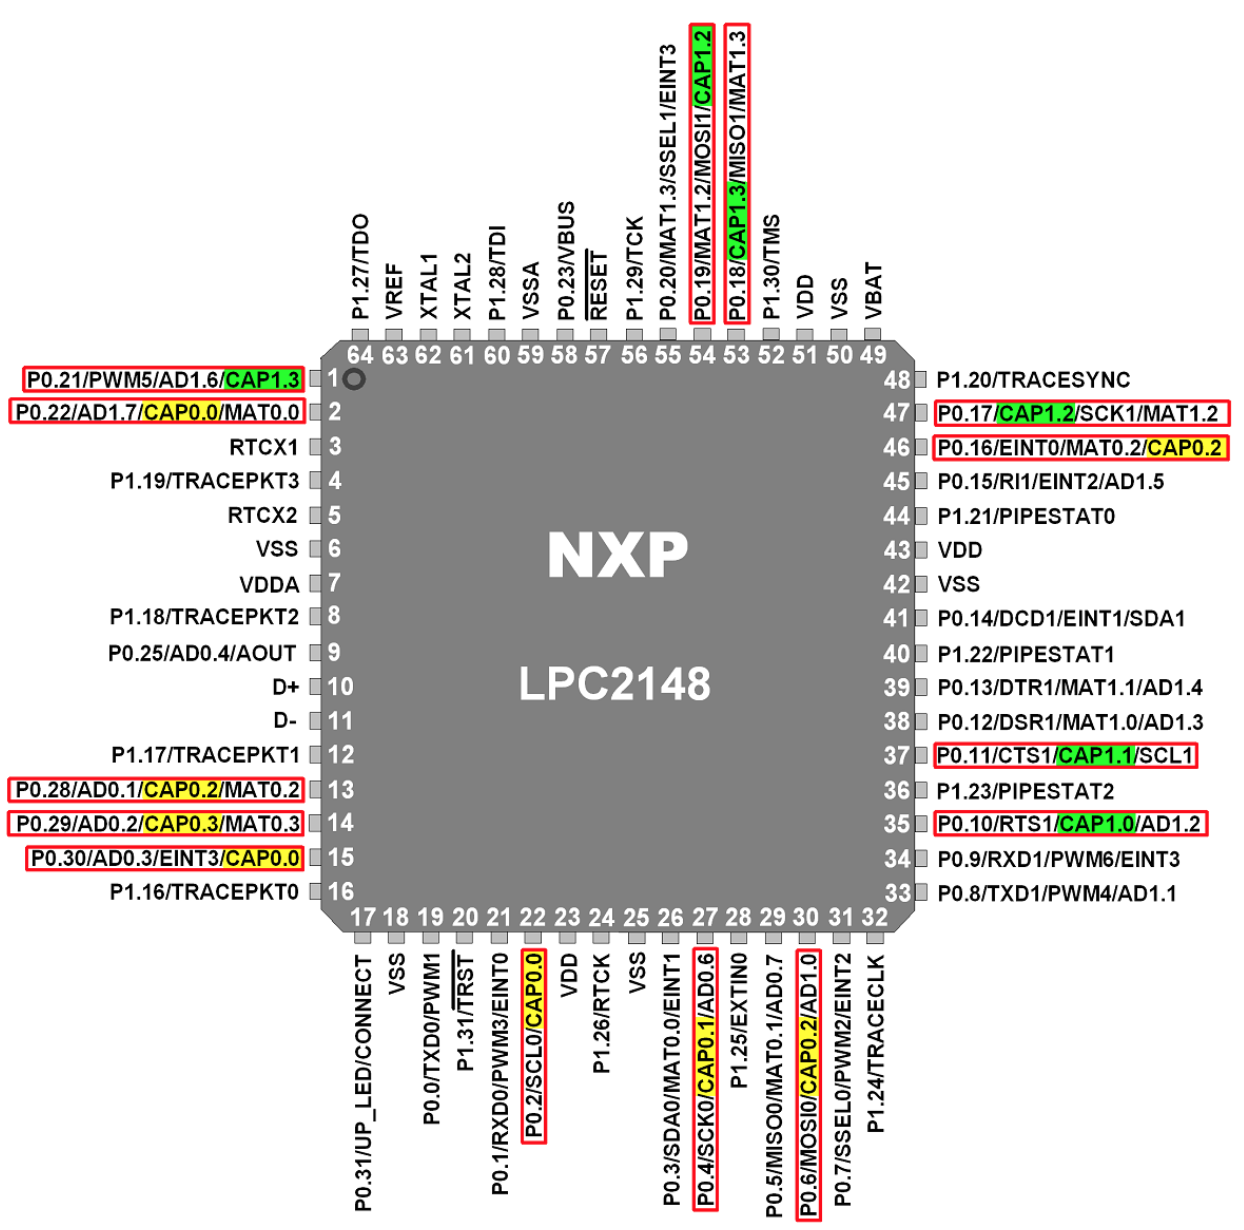 P1.27/TDO
VREF
XTAL1
XTAL2
P1.28/TDI
VSSA
P0.23/VBUS
RESET
P1.29/TCK
P0.20/MAT1.3/SSEL1/EINT3
P0.19/MAT1.2/MOSI1/CAP1.2
P0.18/CAP1.3/MISO1/MAT1.3
P1.30/TMS
VDD
VSS
VBAT
64 63 62 61 60 59 58 57 56 55 54 53 52 51 50 49
P0.21/PWM5/AD1.6/CAP1.3 1
P0.22/AD1.7/CAP0.0/MAT0.0 2
RTCX1 3
P1.19/TRACEPKT3 4
RTCX2 5
VSS 6
VDDA 7
P1.18/TRACEPKT2 8
P0.25/AD0.4/AOUT 9
D+ 10
D- 11
P1.17/TRACEPKT1 12
P0.28/AD0.1/CAP0.2/MAT0.2 13
P0.29/AD0.2/CAP0.3/MAT0.3 14
P0.30/AD0.3/EINT3/CAP0.0 15
P1.16/TRACEPKT0 16
NXP
LPC2148
48 P1.20/TRACESYNC
47 P0.17/CAP1.2/SCK1/MAT1.2
46 P0.16/EINT0/MAT0.2/CAP0.2
45 P0.15/RI1/EINT2/AD1.5
44 P1.21/PIPESTAT0
43 VDD
42 VSS
41 P0.14/DCD1/EINT1/SDA1
40 P1.22/PIPESTAT1
39 P0.13/DTR1/MAT1.1/AD1.4
38 P0.12/DSR1/MAT1.0/AD1.3
37 P0.11/CTS1/CAP1.1/SCL1
36 P1.23/PIPESTAT2
35 P0.10/RTS1/CAP1.0/AD1.2
34 P0.9/RXD1/PWM6/EINT3
33 P0.8/TXD1/PWM4/AD1.1
17 18 19 20 21 22 23 24 25 26 27 28 29 30 31 32
P0.31/UP_LED/CONNECT
VSS
P0.0/TXD0/PWM1
P1.31/TRST
P0.1/RXD0/PWM3/EINT0
P0.2/SCL0/CAP0.0
VDD
P1.26/RTCK
VSS
P0.3/SDA0/MAT0.0/EINT1
P0.4/SCK0/CAP0.1/AD0.6
P1.25/EXTIN0
P0.5/MISO0/MAT0.1/AD0.7
P0.6/MOSI0/CAP0.2/AD1.0
P0.7/SSEL0/PWM2/EINT2
P1.24/TRACECLK